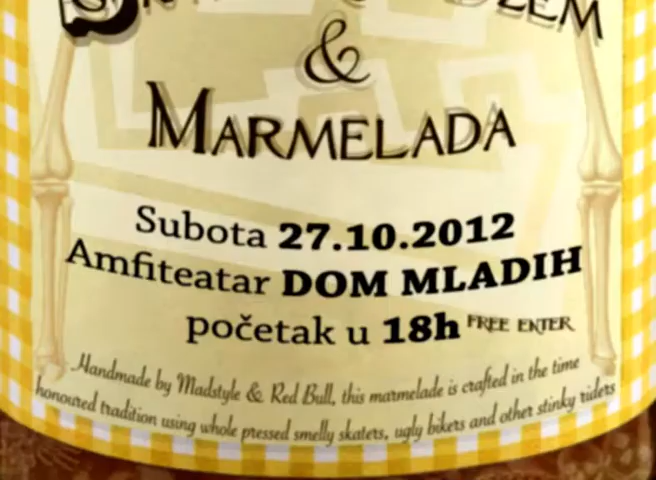 &
MARMELADA
Subota 27.10.2012
Amfiteatar DOM MLADIH
početak u 18h FREE ENTER
Handmade by Madstyle & Red Bull, this marmelade is crafted in the time
honoured tradition using whole pressed smelly skaters, ugly bikers and other stinky riders